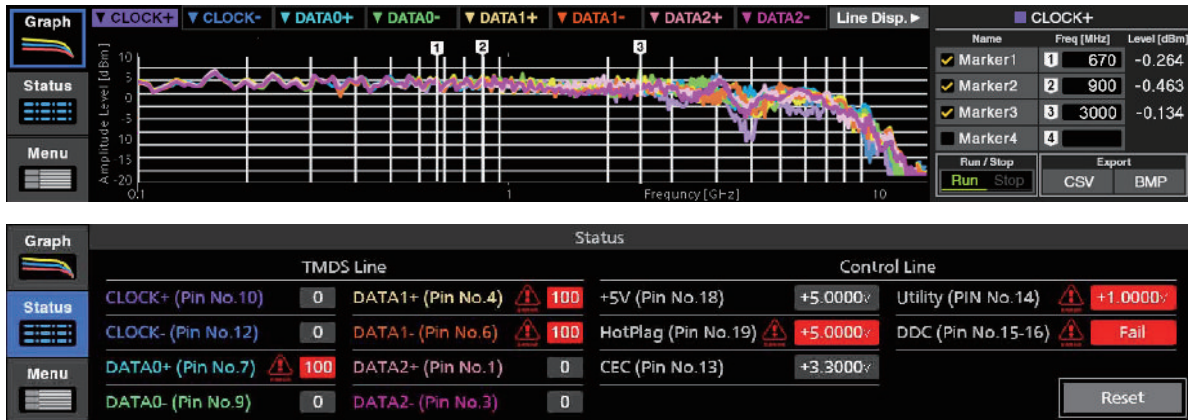 Graph
▼ CLOCK+ ▼ CLOCK- ▼ DATA0+ ▼ DATA0- ▼ DATA1+ ▼ DATA1- ▼ DATA2+ ▼ DATA2- Line Disp. ▶
CLOCK+
Name Freq [MHz] Level [dBm]
Marker1 1 670 -0.264
Marker2 2 900 -0.463
Marker3 3 3000 -0.134
Marker4 4
Run / Stop Export
Run Stop CSV BMP
Status
Menu
Amplitude Level [dBm]
10
5
0
-5
-10
-15
-20
1 2 3
0.1 1 Frequncy [GHz] 10
Graph
Status
Menu
Status
TMDS Line Control Line
CLOCK+ (Pin No.10) 0 DATA1+ (Pin No.4) 100 +5V (Pin No.18) +5.0000v Utility (PIN No.14) +1.0000v
CLOCK- (Pin No.12) 0 DATA1- (Pin No.6) 100 HotPlag (Pin No.19) +5.0000v DDC (Pin No.15-16) Fail
DATA0+ (Pin No.7) 100 DATA2+ (Pin No.1) 0 CEC (Pin No.13) +3.3000v
DATA0- (Pin No.9) 0 DATA2- (Pin No.3) 0 Reset